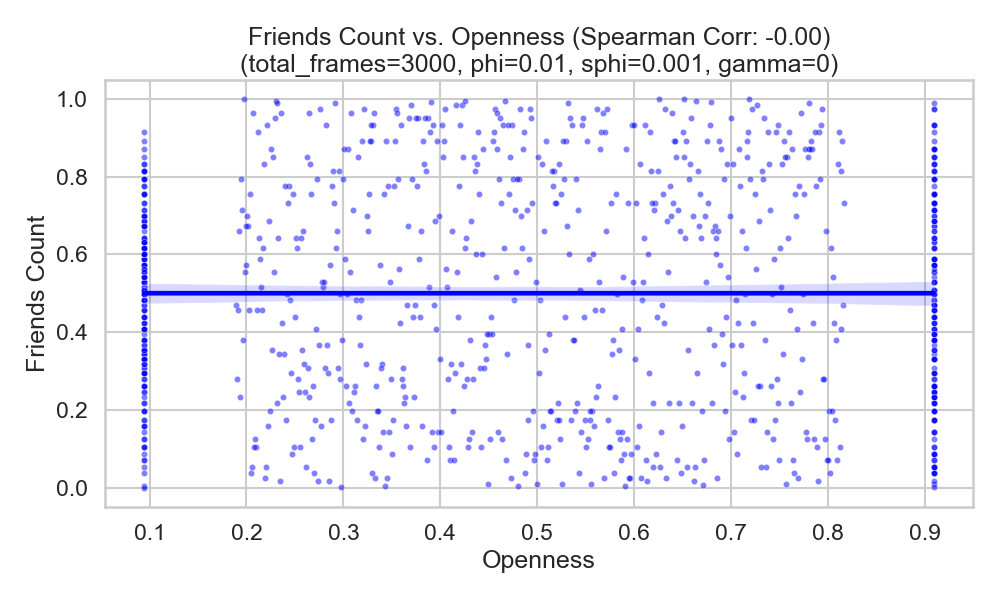 Friends Count vs. Openness (Spearman Corr: -0.00)
(total_frames=3000, phi=0.01, sphi=0.001, gamma=0)
1.0
0.8
0.6
0.4
0.2
0.0
Friends Count
0.1 0.2 0.3 0.4 0.5 0.6 0.7 0.8 0.9
Openness